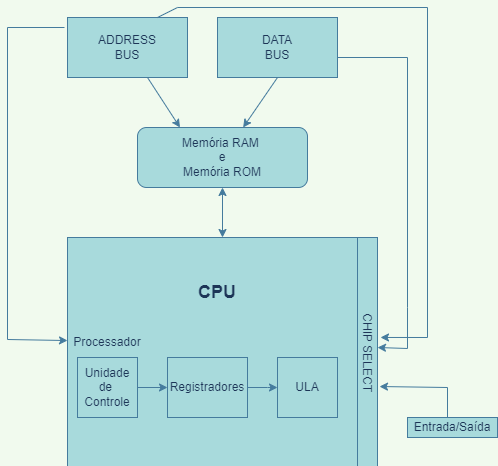 ADDRESS
BUS
DATA
BUS
Memória RAM
e
Memória ROM
CPU
CHIP SELECT
Processador
Unidade
de
Controle
Registradores
ULA
Entrada/Saída